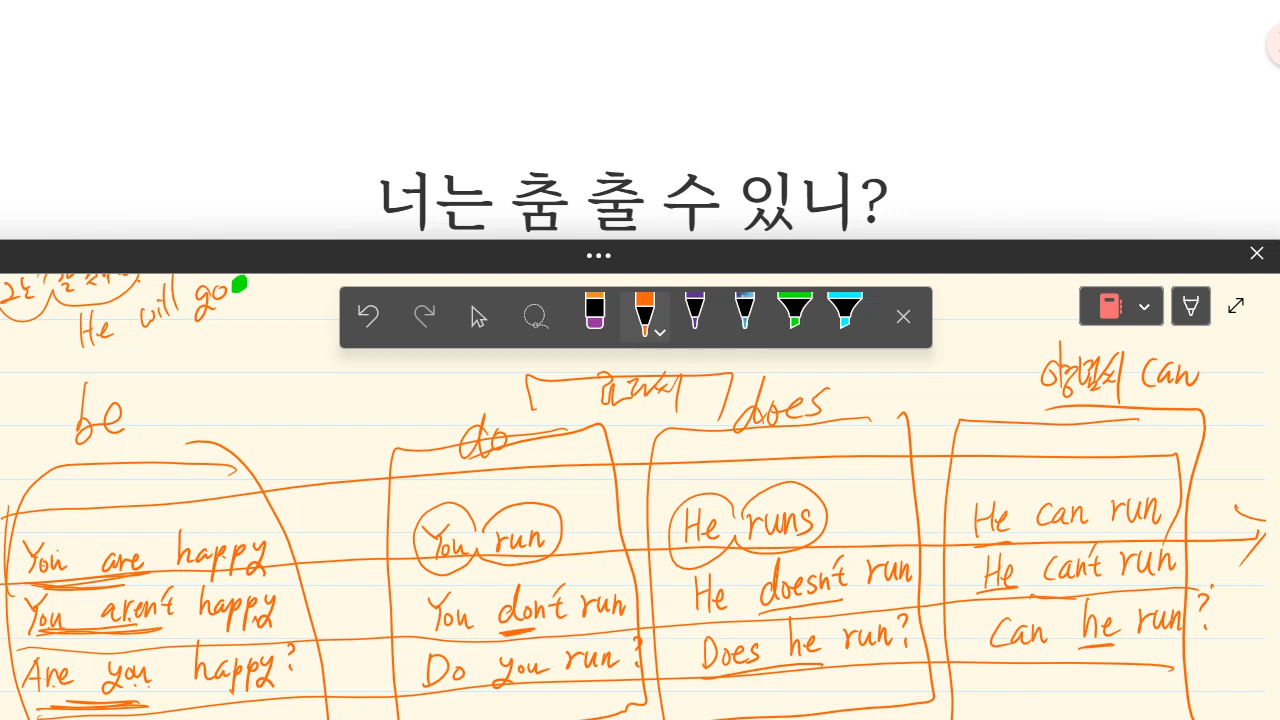 너는 춤 출 수 있니?
He will go
be
do
does
can
You are happy
You aren't happy
Are you happy?
You run
You don't run
Do you run?
He runs
He doesn't run
Does he run?
He can run
He can't run
Can he run?